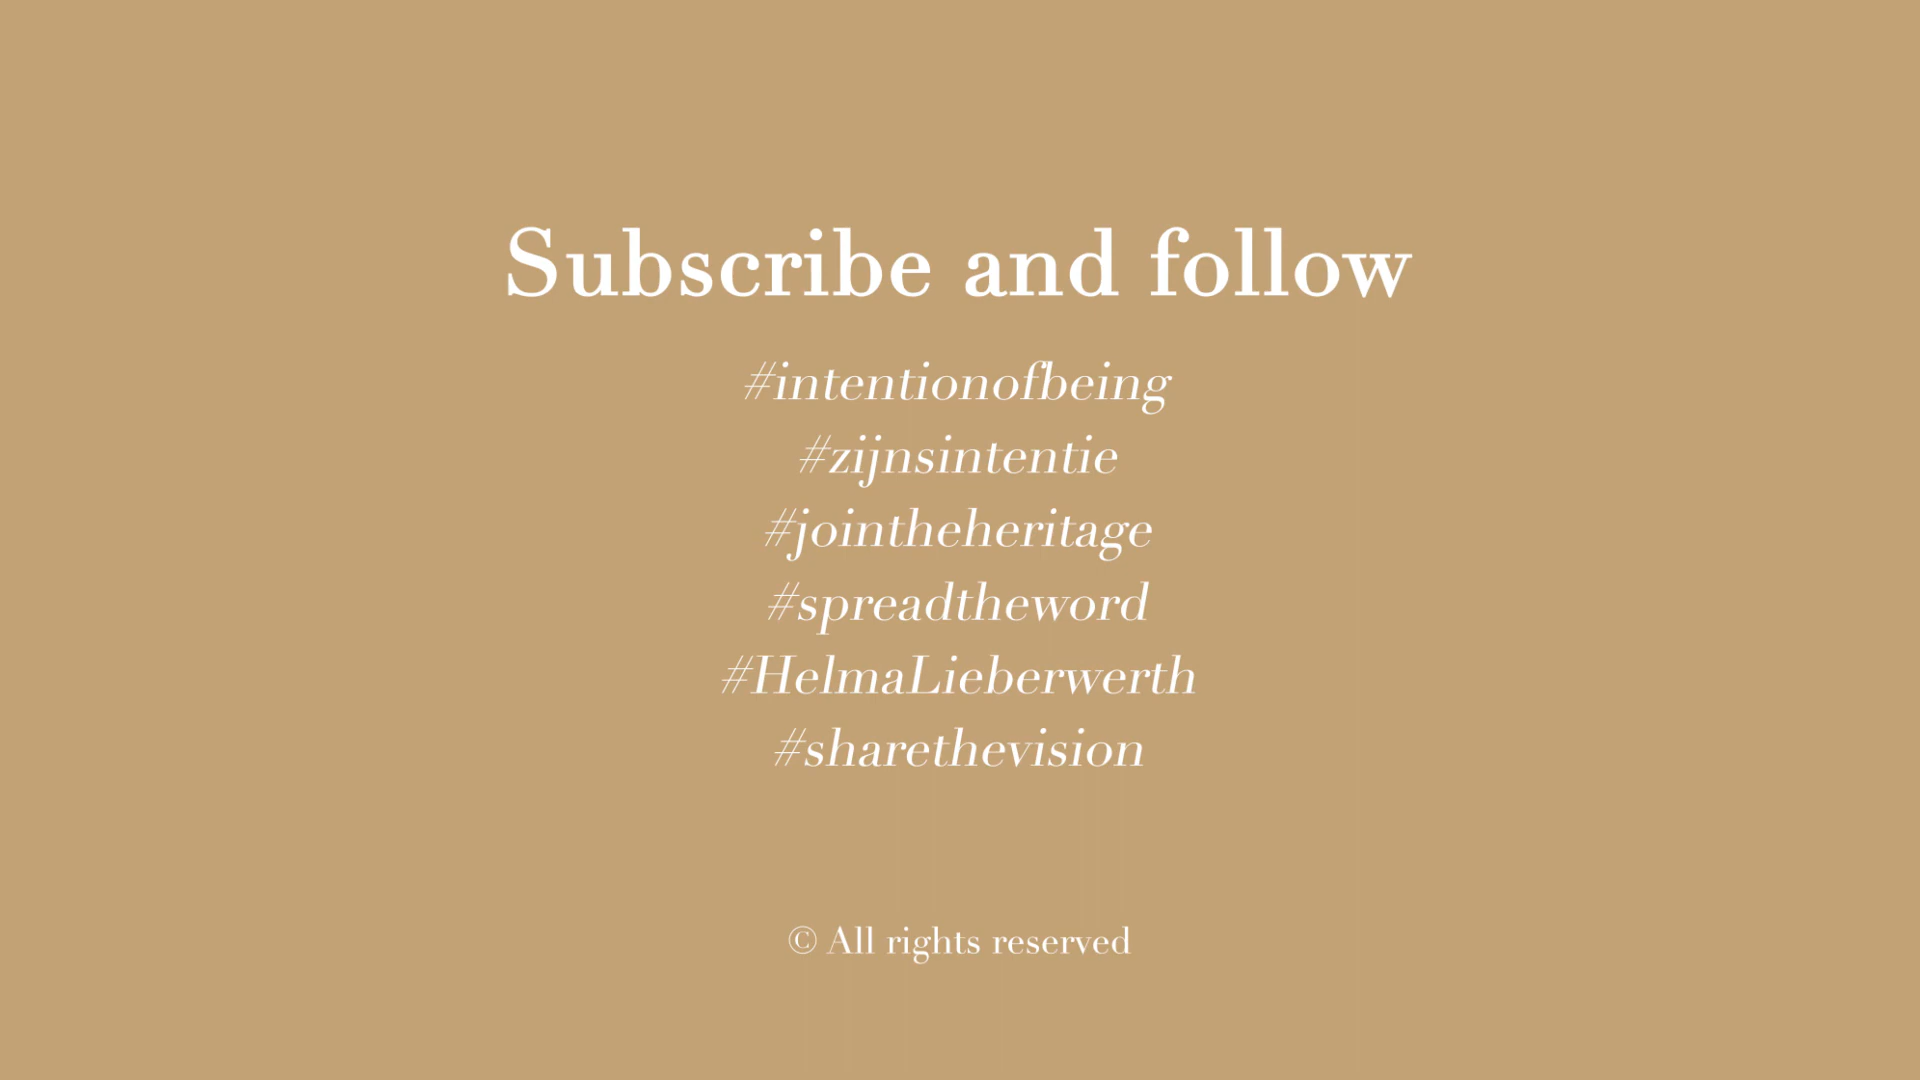 Subscribe and follow
#intentionofbeing
#zijnsintentie
#jointheheritage
#spreadtheword
#HelmaLieberwerth
#sharethevision
© All rights reserved